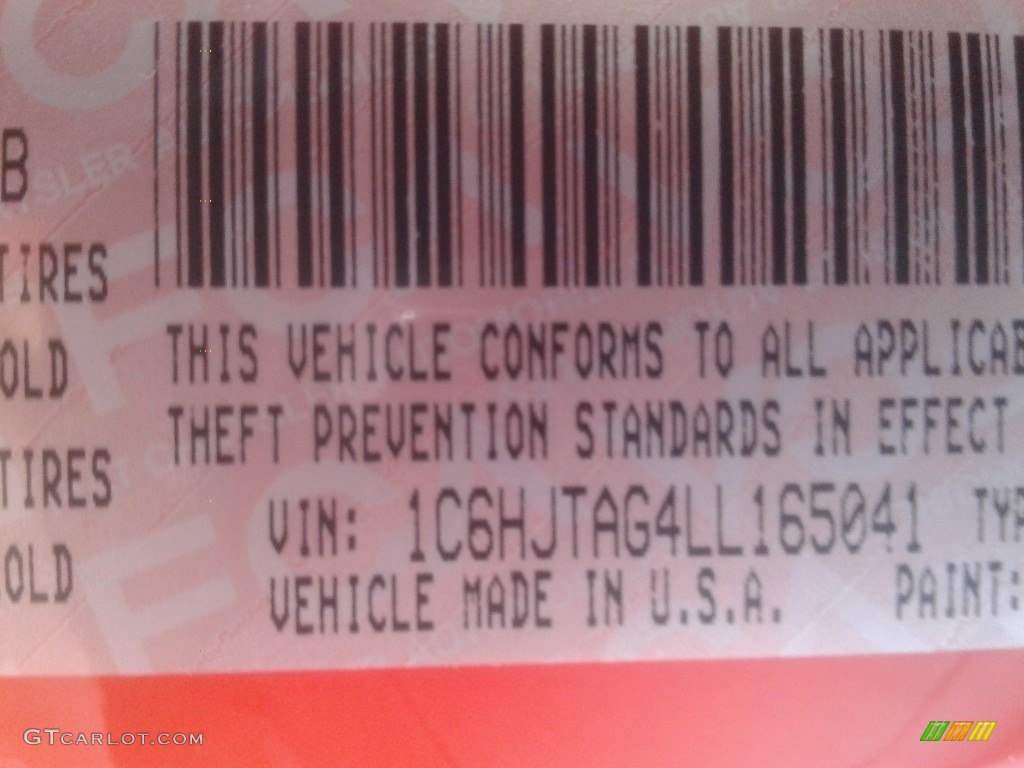 B
TIRES
OLD
TIRES
OLD
THIS VEHICLE CONFORMS TO ALL APPLICAB
THEFT PREVENTION STANDARDS IN EFFECT
VIN: 1C6HJTAG4LL165041 TYP
VEHICLE MADE IN U.S.A. PAINT:
GTCARLOT.COM